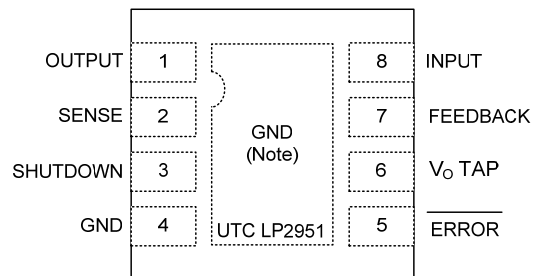 OUTPUT 1 8 INPUT
SENSE 2 7 FEEDBACK
GND
(Note)
SHUTDOWN 3 6 VO TAP
GND 4 5 ERROR
UTC LP2951